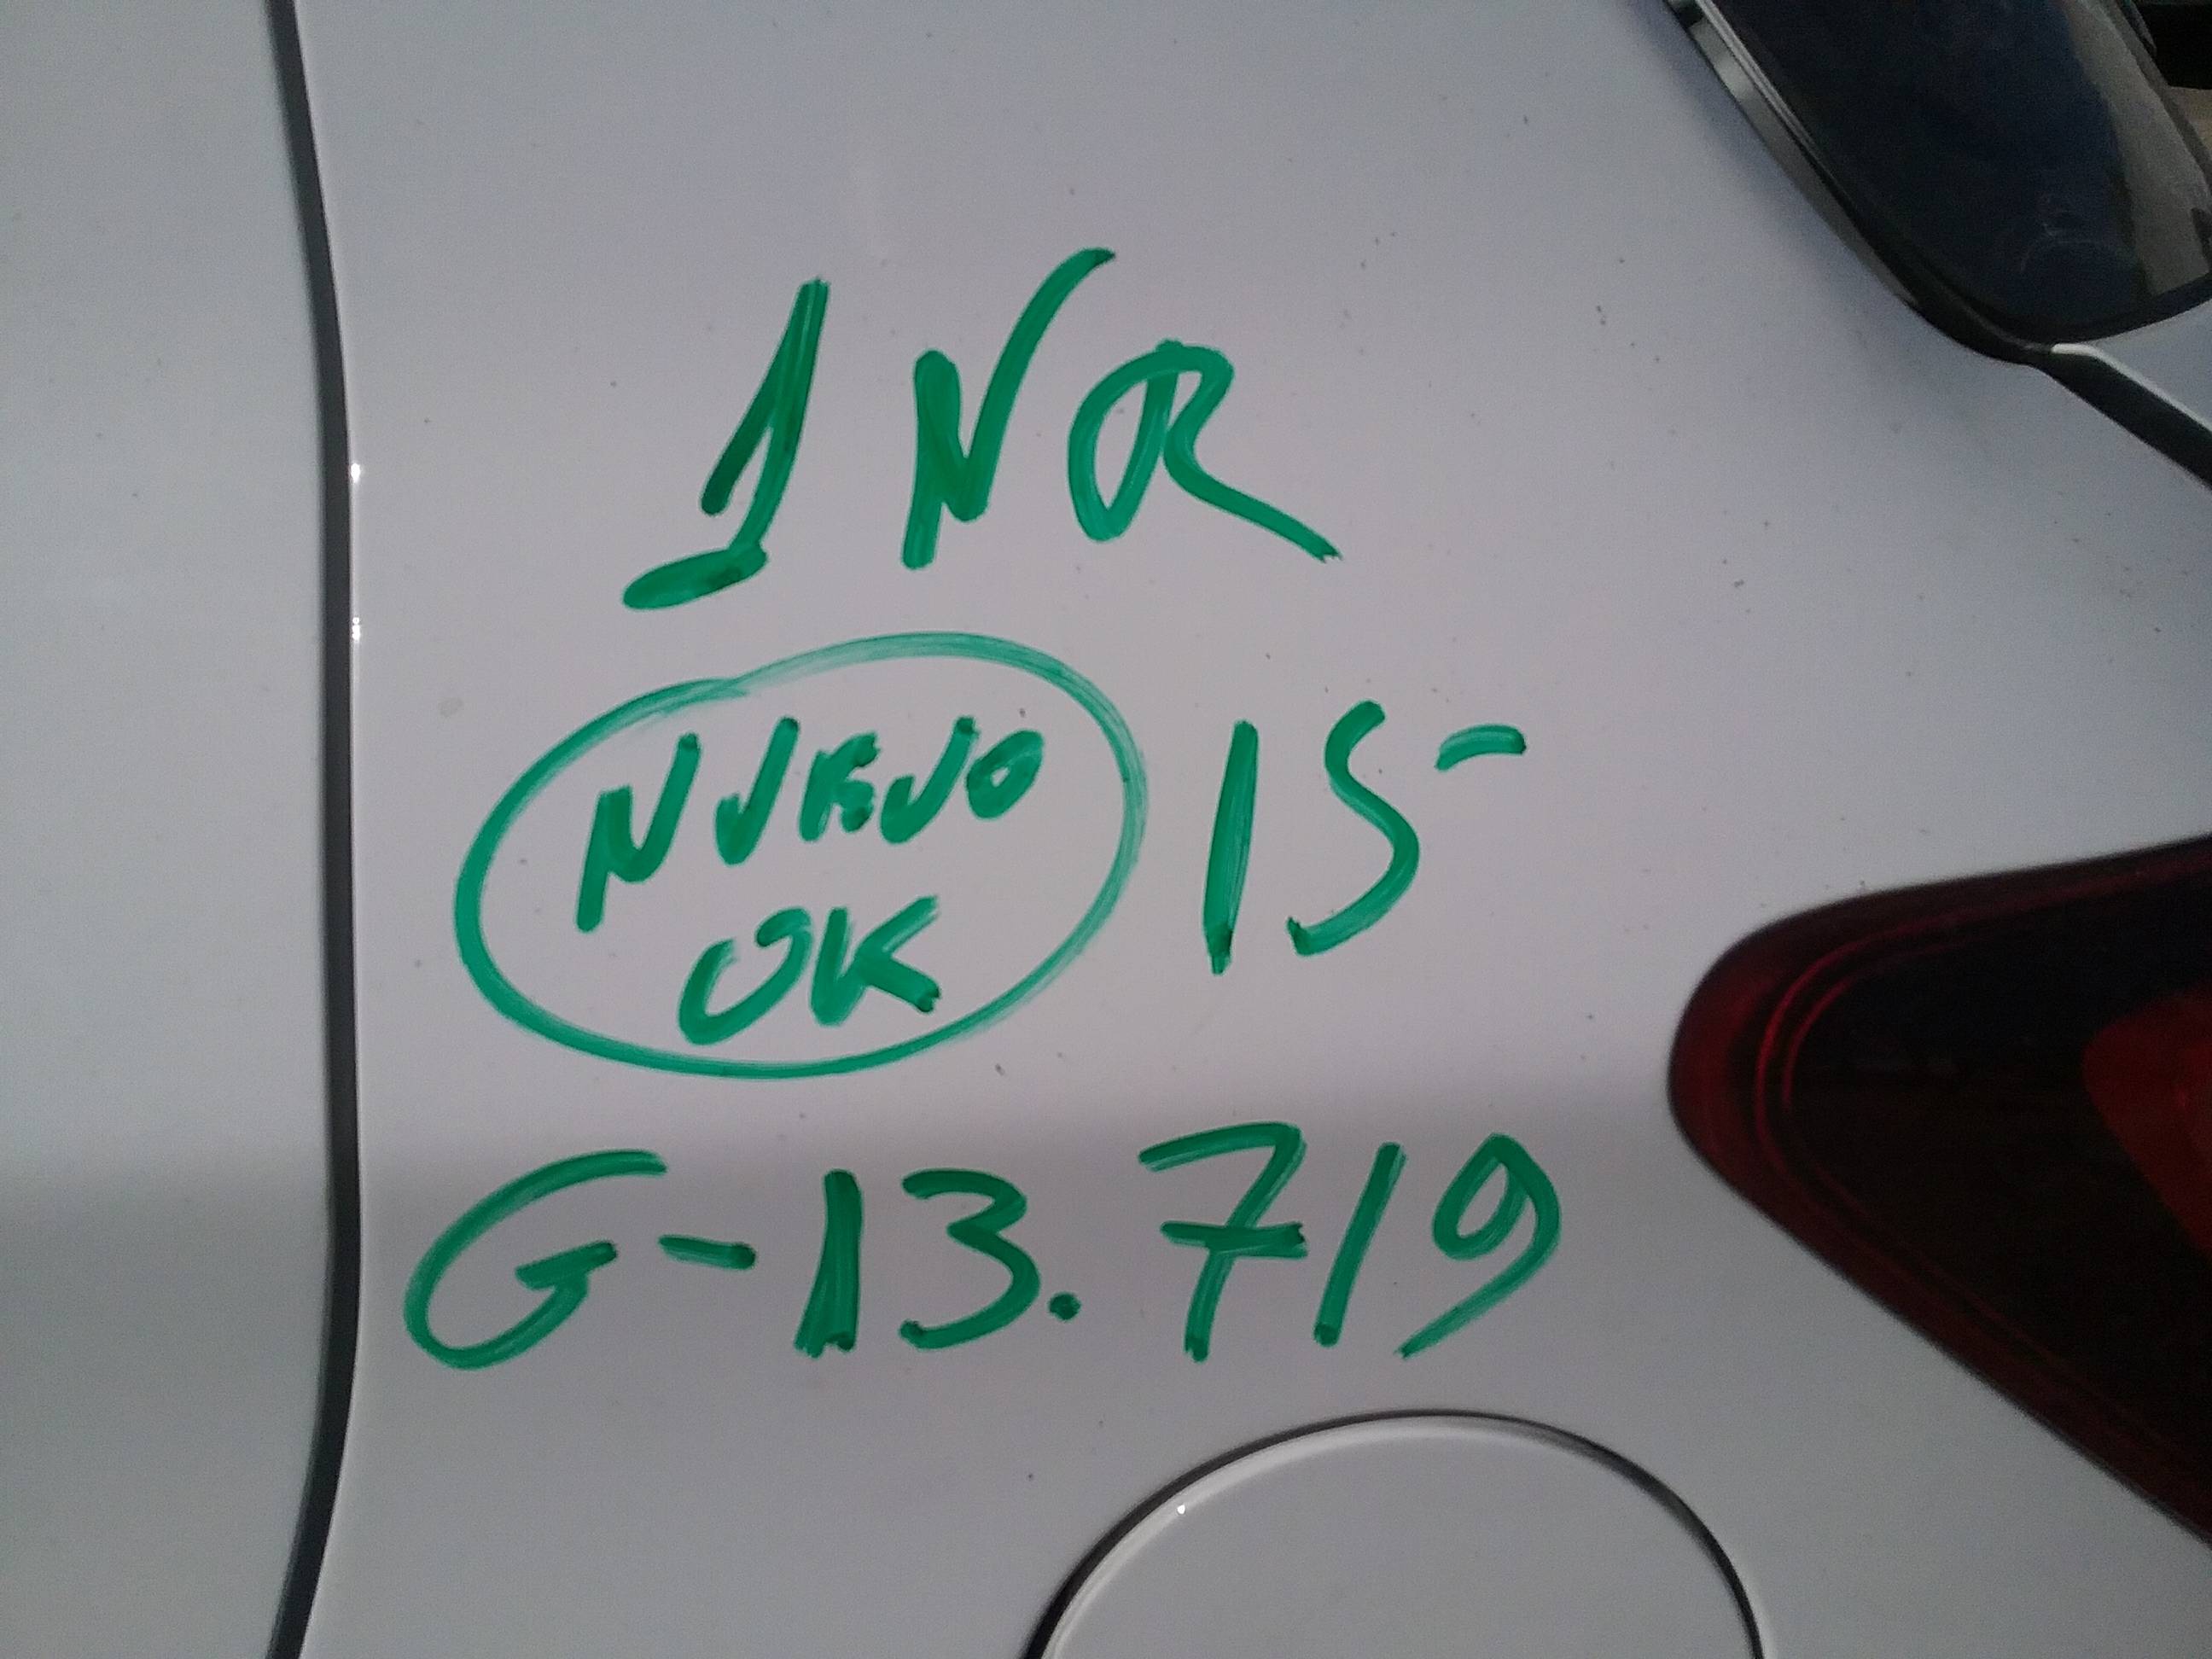 1NR
NUEVO
OK
15-
G-13.719